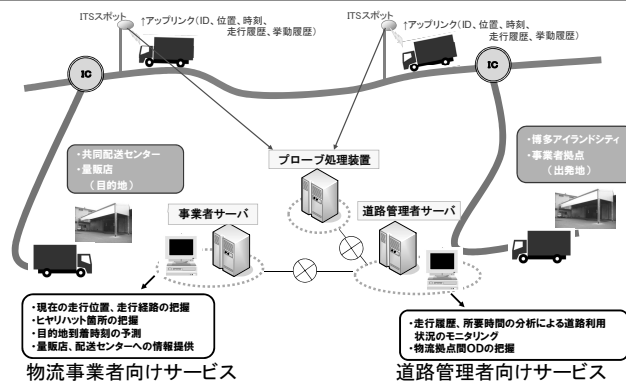 ITSスポット
↑アップリンク(ID、位置、時刻、
走行履歴、挙動履歴)
ITSスポット
↑アップリンク(ID、位置、時刻、
走行履歴、挙動履歴)
IC
IC
・共同配送センター
・量販店
(目的地)
プローブ処理装置
・博多アイランドシティ
・事業者拠点
(出発地)
事業者サーバ
道路管理者サーバ
・現在の走行位置、走行経路の把握
・ヒヤリハット箇所の把握
・目的地到着時刻の予測
・量販店、配送センターへの情報提供
・走行履歴、所要時間の分析による道路利用
状況のモニタリング
・物流拠点間ODの把握
物流事業者向けサービス
道路管理者向けサービス